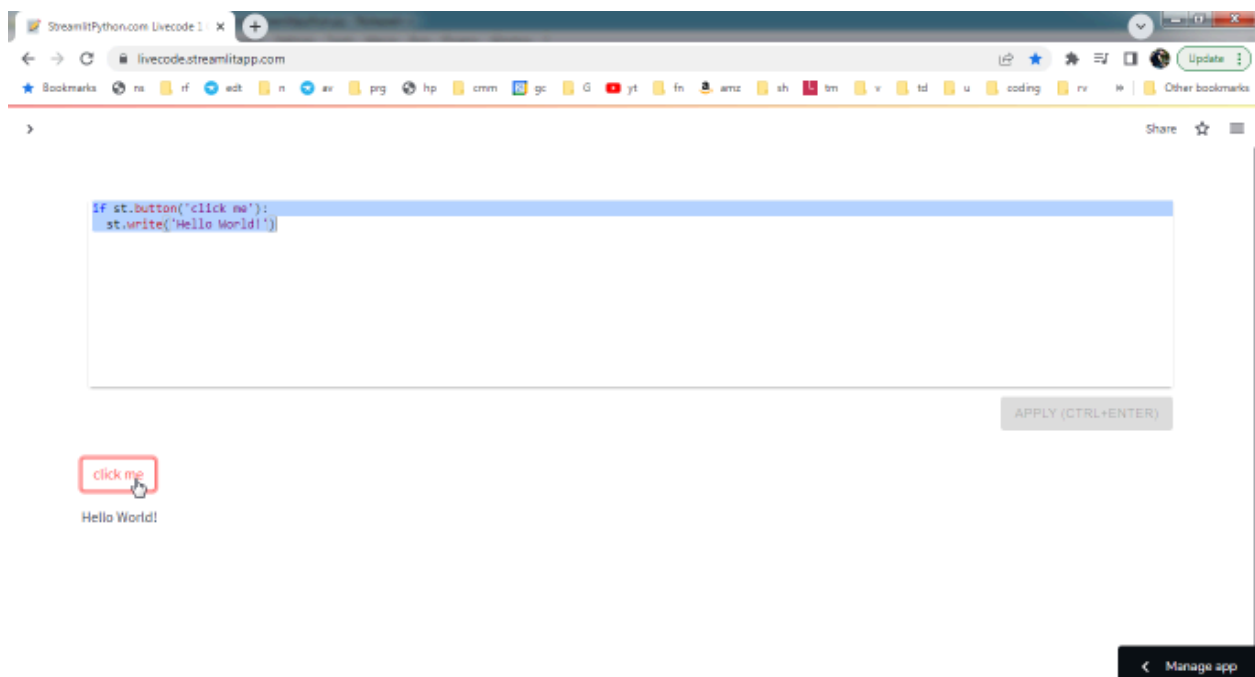 StreamlitPython.com Livecode 1
livecode.streamlitapp.com
Update
Bookmarks ns rf edt n av prg hp cmm gc G yt fn amz sh tm v td u coding rv » Other bookmarks
Share
if st.button('click me'):
st.write('Hello World!')
APPLY (CTRL+ENTER)
click me
Hello World!
Manage app